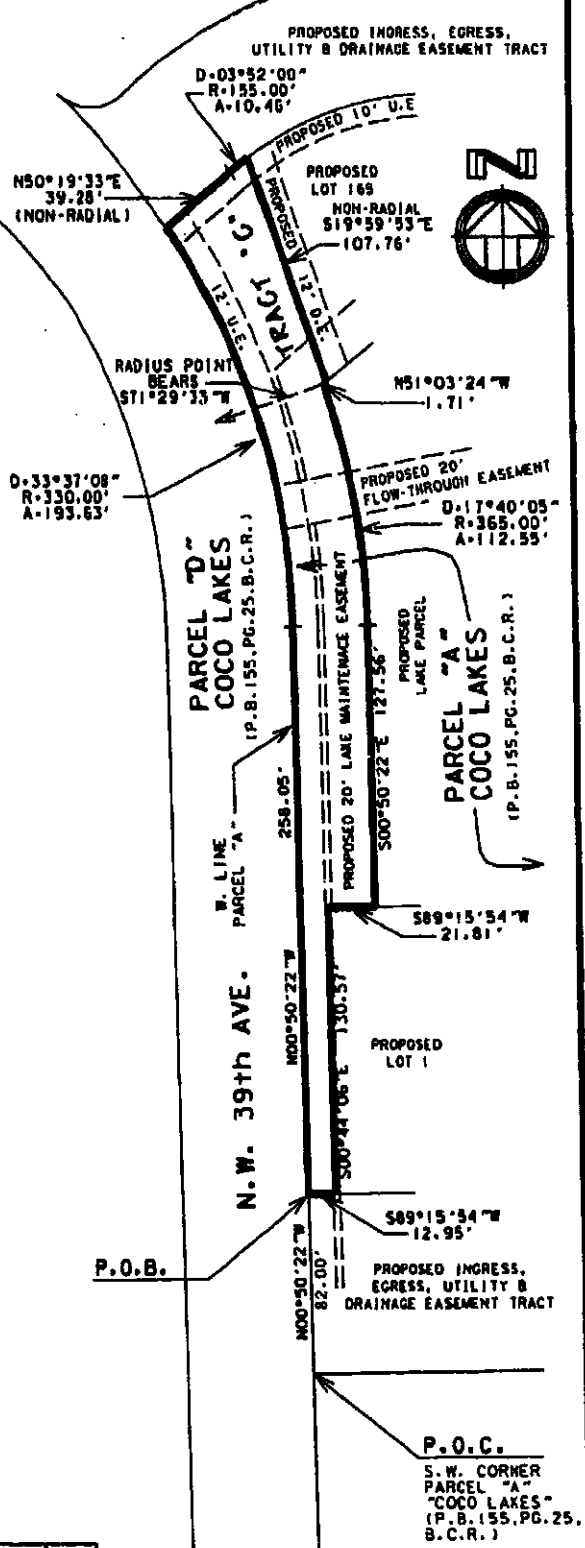 PROPOSED INGRESS, EGRESS,
UTILITY & DRAINAGE EASEMENT TRACT
D=03°52'00"
R=155.00'
A=10.46'
PROPOSED 10' U.E
N50°19'33"E
39.28'
(NON-RADIAL)
PROPOSED
LOT 169
NON-RADIAL
S19°59'53"E
107.76'
N
PROPOSED
12' D.E.
TRACT "C"
12' U.E.
RADIUS POINT
BEARS
S71°29'33"W
N51°03'24"W
1.71'
D=33°37'08"
R=330.00'
A=193.63'
PROPOSED 20'
FLOW-THROUGH EASEMENT
D=17°40'05"
R=365.00'
A=112.55'
PARCEL "D"
COCO LAKES
(P.B.155,PG.25,B.C.R.)
PROPOSED 20' LAKE MAINTENACE EASEMENT
S00°50'22"E 127.56'
PROPOSED
LAKE PARCEL
PARCEL "A"
COCO LAKES
(P.B.155,PG.25,B.C.R.)
W. LINE
PARCEL "A"
258.05'
N00°50'22"W
S89°15'54"W
21.81'
N.W. 39th AVE.
S00°44'06"E 130.57'
PROPOSED
LOT 1
S89°15'54"W
12.95'
P.O.B.
N00°50'22"W
82.00'
PROPOSED INGRESS,
EGRESS, UTILITY &
DRAINAGE EASEMENT TRACT
P.O.C.
S.W. CORNER
PARCEL "A"
"COCO LAKES"
(P.B.155,PG.25,
B.C.R.)